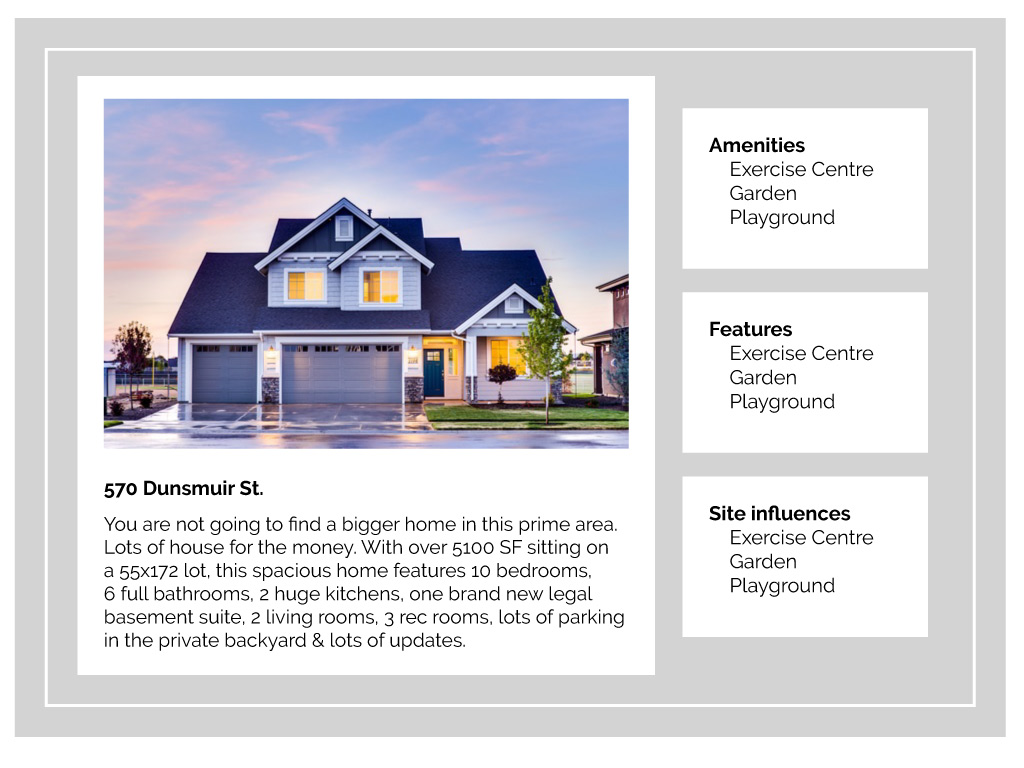 570 Dunsmuir St.
You are not going to find a bigger home in this prime area.
Lots of house for the money. With over 5100 SF sitting on
a 55x172 lot, this spacious home features 10 bedrooms,
6 full bathrooms, 2 huge kitchens, one brand new legal
basement suite, 2 living rooms, 3 rec rooms, lots of parking
in the private backyard & lots of updates.
Amenities
Exercise Centre
Garden
Playground
Features
Exercise Centre
Garden
Playground
Site influences
Exercise Centre
Garden
Playground